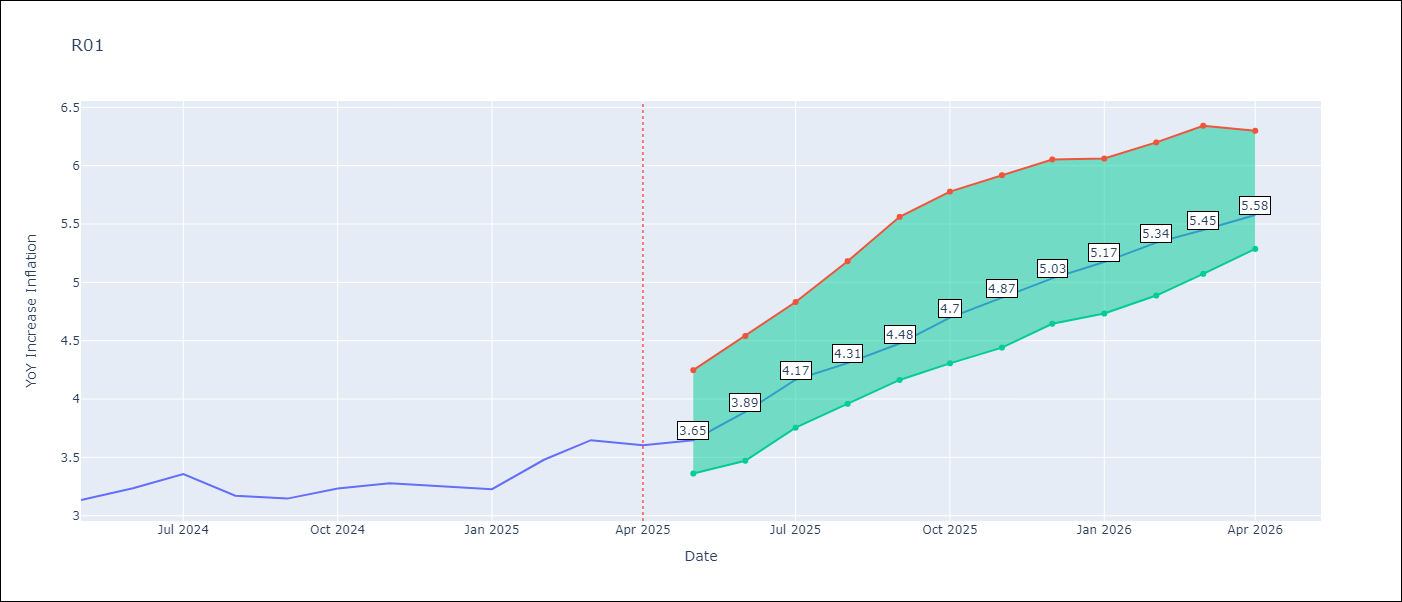 R01
YoY Increase Inflation
6.5
6
5.5
5
4.5
4
3.5
3
3.65
3.89
4.17
4.31
4.48
4.7
4.87
5.03
5.17
5.34
5.45
5.58
Jul 2024
Oct 2024
Jan 2025
Apr 2025
Jul 2025
Oct 2025
Jan 2026
Apr 2026
Date